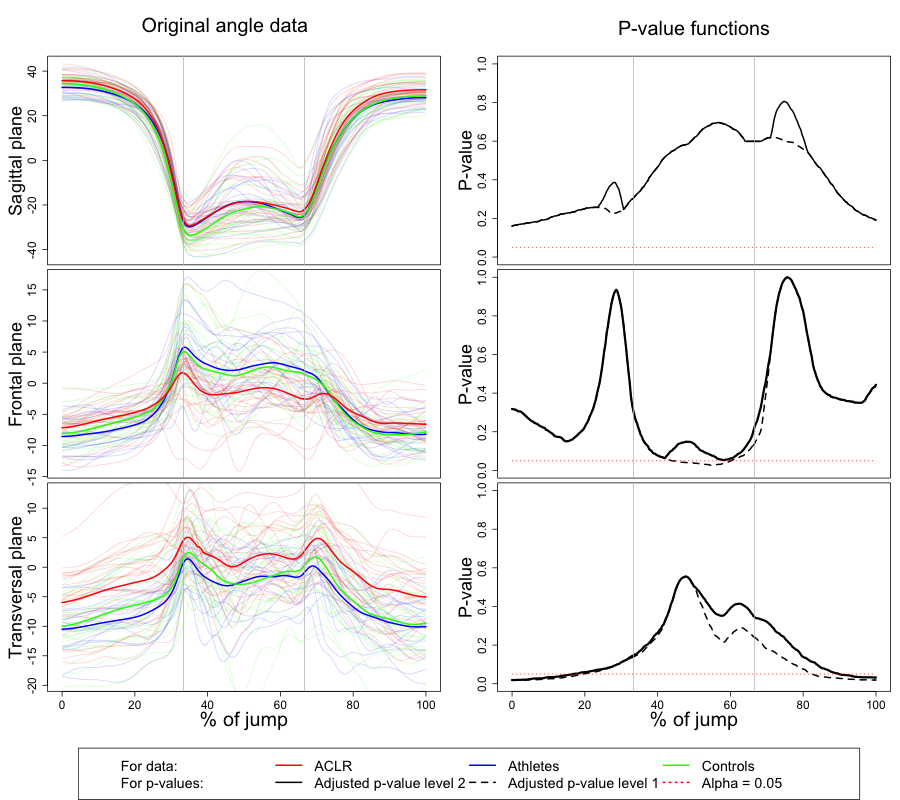 Original angle data
P-value functions
Sagittal plane
40
20
0
-20
-40
P-value
1.0
0.8
0.6
0.4
0.2
0.0
Frontal plane
15
10
5
0
-5
-10
15
P-value
1.0
0.8
0.6
0.4
0.2
0.0
Transversal plane
10
5
0
-5
-10
-15
-20
P-value
1.0
0.8
0.6
0.4
0.2
0.0
0 20 40 60 80 100
% of jump
0 20 40 60 80 100
% of jump
For data: ACLR Athletes Controls
For p-values: Adjusted p-value level 2 Adjusted p-value level 1 Alpha = 0.05